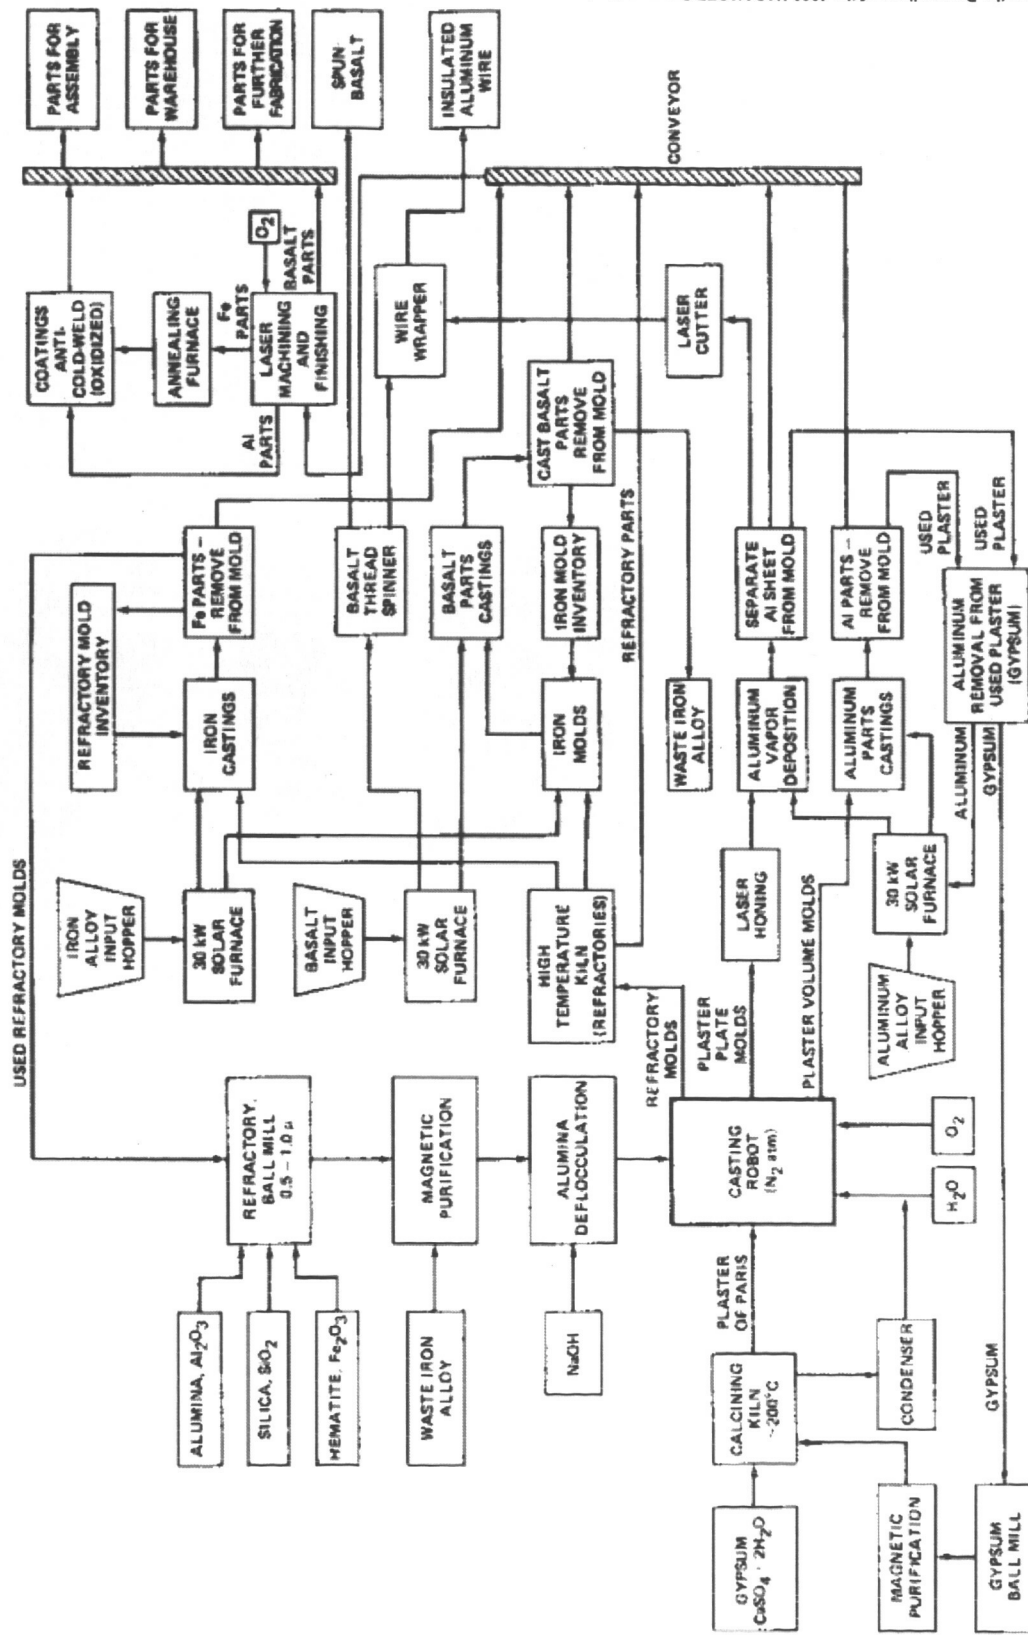 USED REFRACTORY MOLDS
ALUMINA, Al2O3
SILICA, SiO2
HEMATITE, Fe2O3
WASTE IRON
ALLOY
NaOH
REFRACTORY.
BALL MILL
0.5 – 1.0 μ
MAGNETIC
PURIFICATION
ALUMINA
DEFLOCCULATION
CASTING
ROBOT
(N2 atm)
GYPSUM
CaSO4 · 2H2O
CALCINING
KILN
~200°C
PLASTER
OF PARIS
CONDENSER
MAGNETIC
PURIFICATION
GYPSUM
BALL MILL
GYPSUM
H2O
O2
REFRACTORY
MOLDS
PLASTER
PLATE
MOLDS
PLASTER VOLUME MOLDS
IRON
ALLOY
INPUT
HOPPER
30 kW
SOLAR
FURNACE
BASALT
INPUT
HOPPER
30 kW
SOLAR
FURNACE
HIGH
TEMPERATURE
KILN
(REFRACTORIES)
LASER
HONING
ALUMINUM
ALLOY
INPUT
HOPPER
30 kW
SOLAR
FURNACE
ALUMINUM
GYPSUM
REFRACTORY MOLD
INVENTORY
IRON
CASTINGS
Fe PARTS –
REMOVE
FROM MOLD
BASALT
THREAD
SPINNER
BASALT
PARTS
CASTINGS
IRON MOLD
INVENTORY
IRON
MOLDS
WASTE IRON
ALLOY
REFRACTORY PARTS
ALUMINUM
VAPOR
DEPOSITION
SEPARATE
Al SHEET
FROM MOLD
ALUMINUM
PARTS
CASTINGS
Al PARTS –
REMOVE
FROM MOLD
USED
PLASTER
USED
PLASTER
ALUMINUM
REMOVAL FROM
USED PLASTER
(GYPSUM)
CAST BASALT
PARTS
REMOVE
FROM MOLD
LASER
CUTTER
WIRE
WRAPPER
Al
PARTS
LASER
MACHINING
AND
FINISHING
Fe
PARTS
O2
BASALT
PARTS
ANNEALING
FURNACE
COATINGS
ANTI-
COLD-WELD
(OXIDIZED)
CONVEYOR
PARTS FOR
ASSEMBLY
PARTS FOR
WAREHOUSE
PARTS FOR
FURTHER
FABRICATION
SPUN
BASALT
INSULATED
ALUMINUM
WIRE